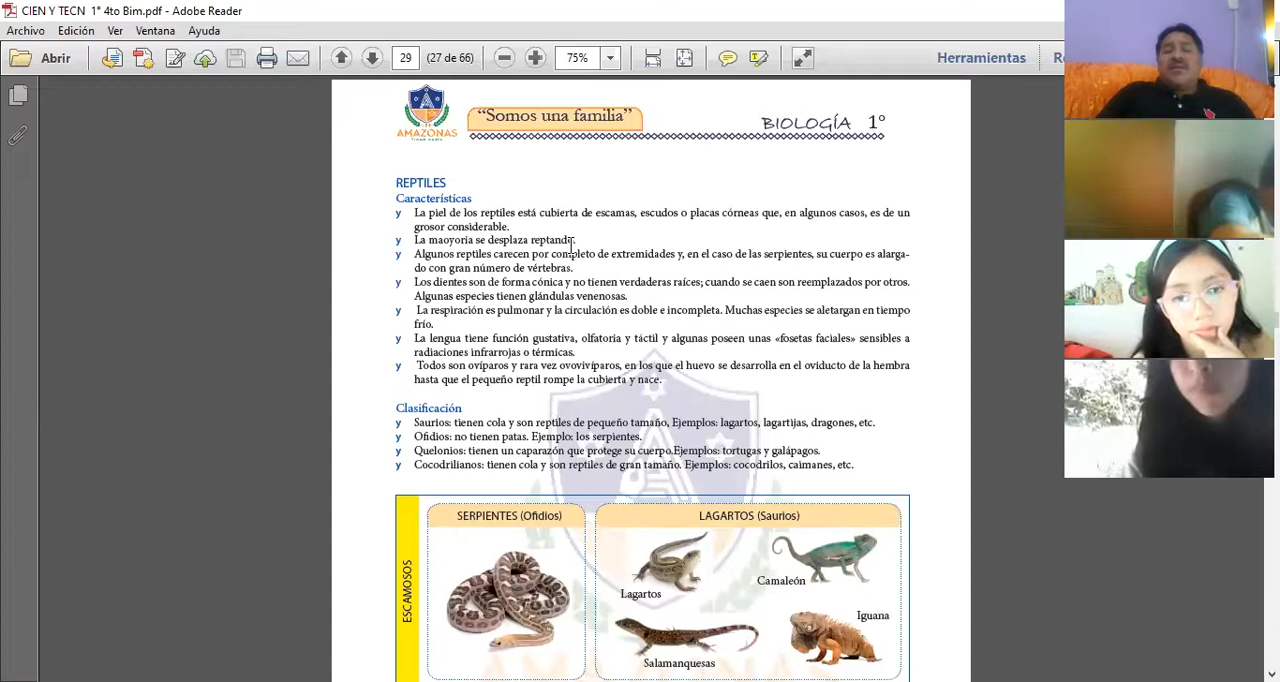 CIEN Y TECN 1° 4to Bim.pdf - Adobe Reader
Archivo Edición Ver Ventana Ayuda
Abrir 29 (27 de 66) 75% Herramientas
AMAZONAS
"Somos una familia"
BIOLOGÍA 1°
REPTILES
Características
y La piel de los reptiles está cubierta de escamas, escudos o placas córneas que, en algunos casos, es de un
grosor considerable.
y La maoyoria se desplaza reptando.
y Algunos reptiles carecen por completo de extremidades y, en el caso de las serpientes, su cuerpo es alarga-
do con gran número de vértebras.
y Los dientes son de forma cónica y no tienen verdaderas raíces; cuando se caen son reemplazados por otros.
Algunas especies tienen glándulas venenosas.
y La respiración es pulmonar y la circulación es doble e incompleta. Muchas especies se aletargan en tiempo
frío.
y La lengua tiene función gustativa, olfatoria y táctil y algunas poseen unas «fosetas faciales» sensibles a
radiaciones infrarrojas o térmicas.
y Todos son ovíparos y rara vez ovovivíparos, en los que el huevo se desarrolla en el oviducto de la hembra
hasta que el pequeño reptil rompe la cubierta y nace.
Clasificación
y Saurios: tienen cola y son reptiles de pequeño tamaño, Ejemplos: lagartos, lagartijas, dragones, etc.
y Ofidios: no tienen patas. Ejemplo: los serpientes.
y Quelonios: tienen un caparazón que protege su cuerpo.Ejemplos: tortugas y galápagos.
y Cocodrilianos: tienen cola y son reptiles de gran tamaño. Ejemplos: cocodrilos, caimanes, etc.
ESCAMOSOS
SERPIENTES (Ofidios)
LAGARTOS (Saurios)
Lagartos
Camaleón
Iguana
Salamanquesas
AMAZONAS